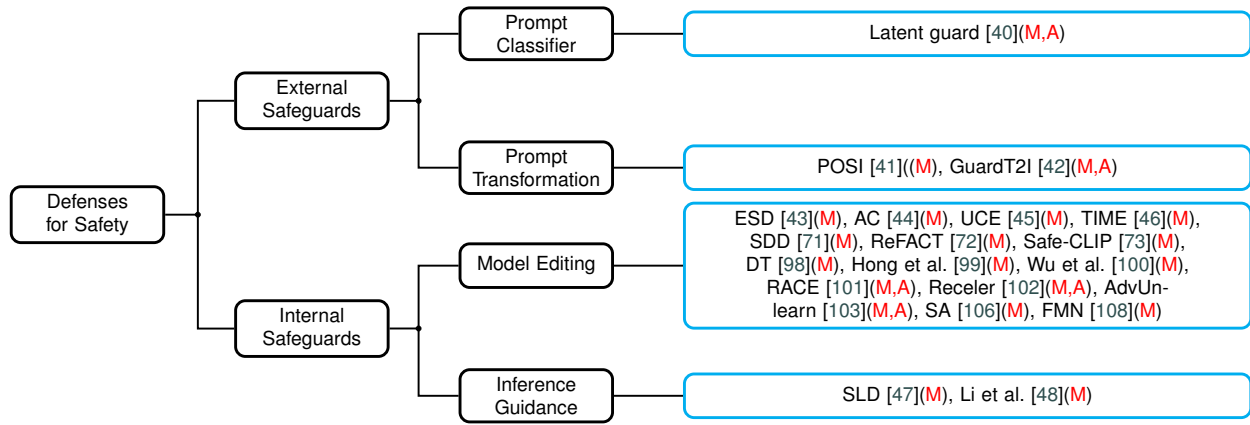 Prompt
Classifier
Latent guard [40](M,A)
External
Safeguards
Prompt
Transformation
POSI [41]((M), GuardT2I [42](M,A)
Defenses
for Safety
Model Editing
ESD [43](M), AC [44](M), UCE [45](M), TIME [46](M),
SDD [71](M), ReFACT [72](M), Safe-CLIP [73](M),
DT [98](M), Hong et al. [99](M), Wu et al. [100](M),
RACE [101](M,A), Receler [102](M,A), AdvUn-
learn [103](M,A), SA [106](M), FMN [108](M)
Internal
Safeguards
Inference
Guidance
SLD [47](M), Li et al. [48](M)